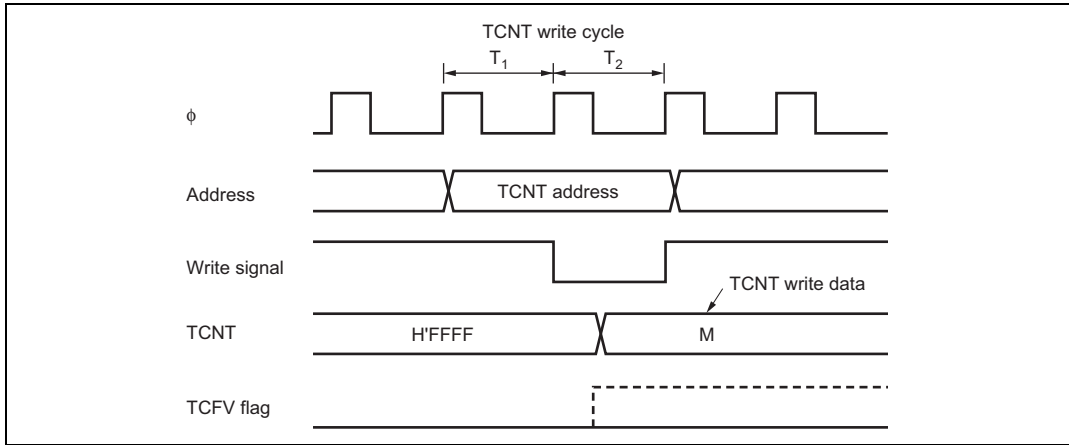 TCNT write cycle
T1 T2
ϕ
Address
TCNT address
Write signal
TCNT write data
TCNT
H'FFFF
M
TCFV flag